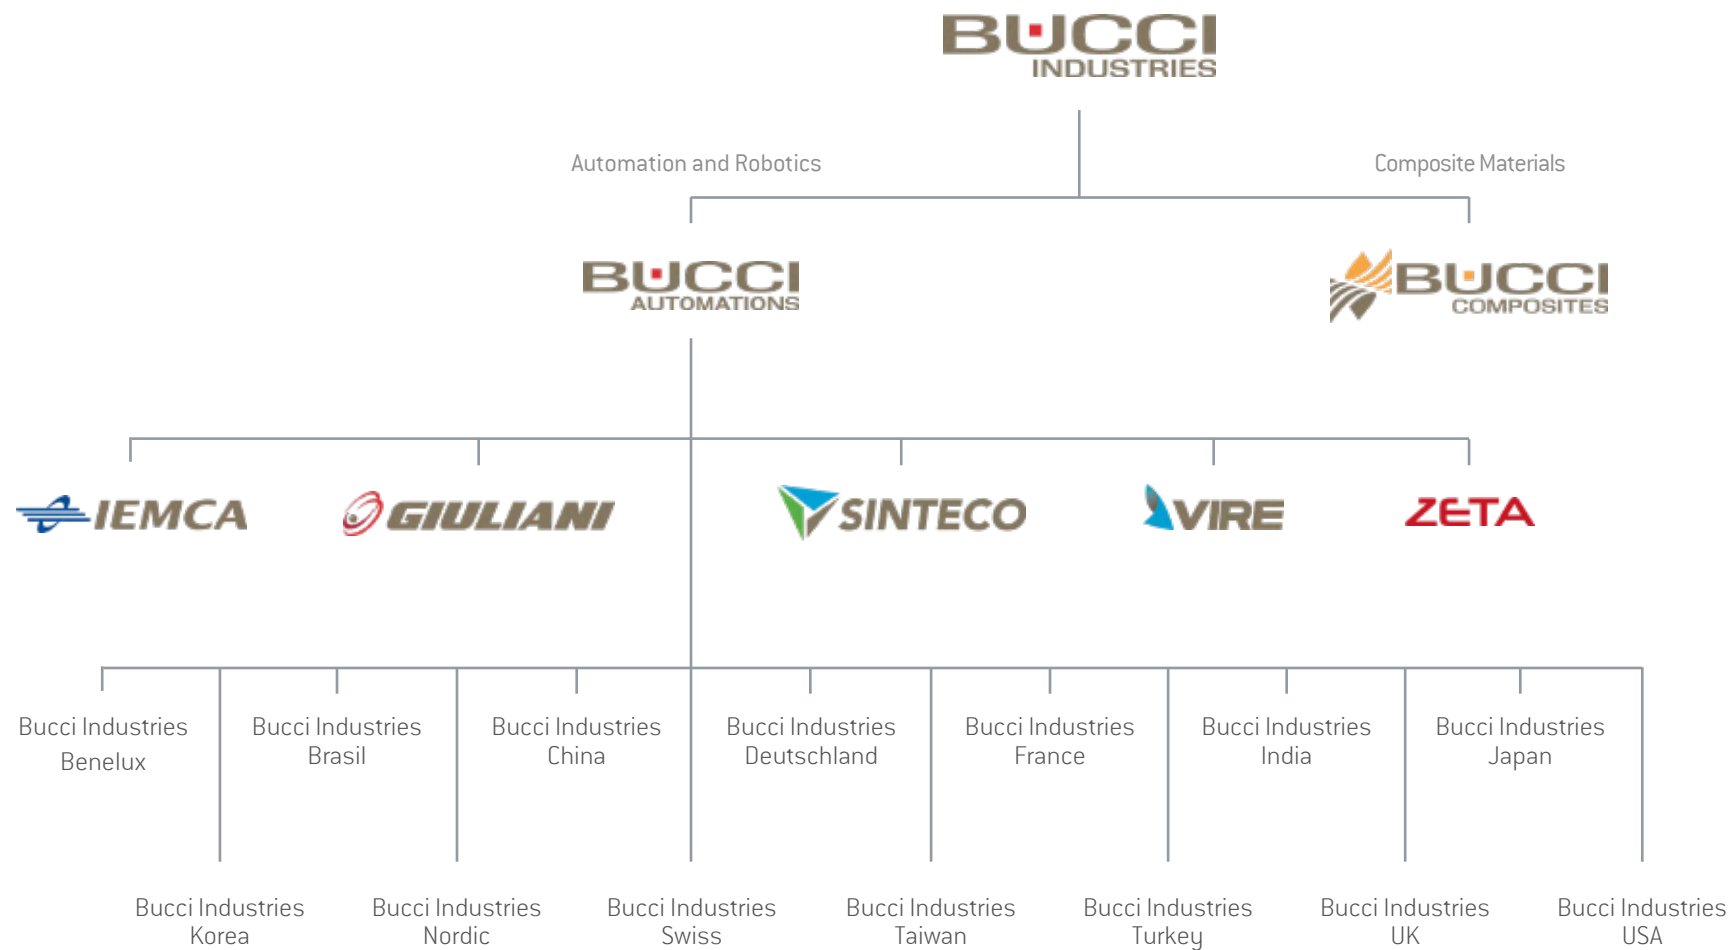 BUCCI
INDUSTRIES
Automation and Robotics
Composite Materials
BUCCI
AUTOMATIONS
BUCCI
COMPOSITES
IEMCA
GIULIANI
SINTECO
VIRE
ZETA
Bucci Industries
Benelux
Bucci Industries
Brasil
Bucci Industries
China
Bucci Industries
Deutschland
Bucci Industries
France
Bucci Industries
India
Bucci Industries
Japan
Bucci Industries
Korea
Bucci Industries
Nordic
Bucci Industries
Swiss
Bucci Industries
Taiwan
Bucci Industries
Turkey
Bucci Industries
UK
Bucci Industries
USA